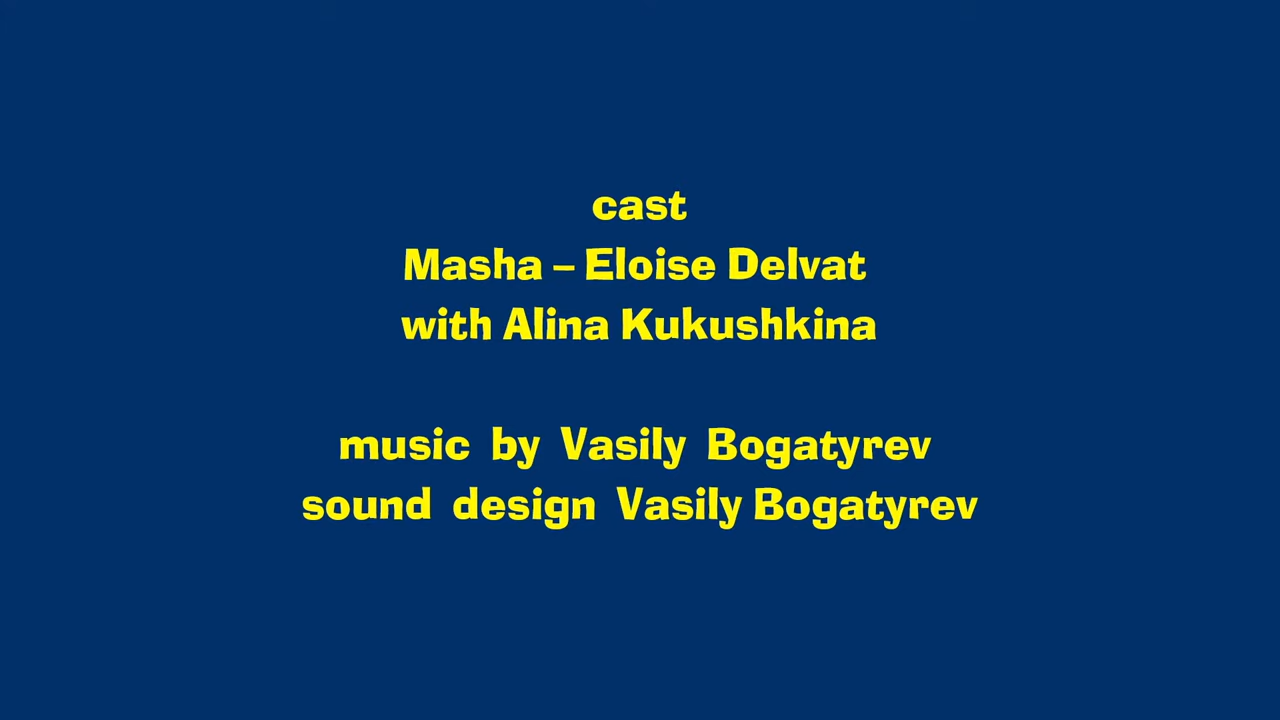 cast
Masha – Eloise Delvat
with Alina Kukushkina
music by Vasily Bogatyrev
sound design Vasily Bogatyrev